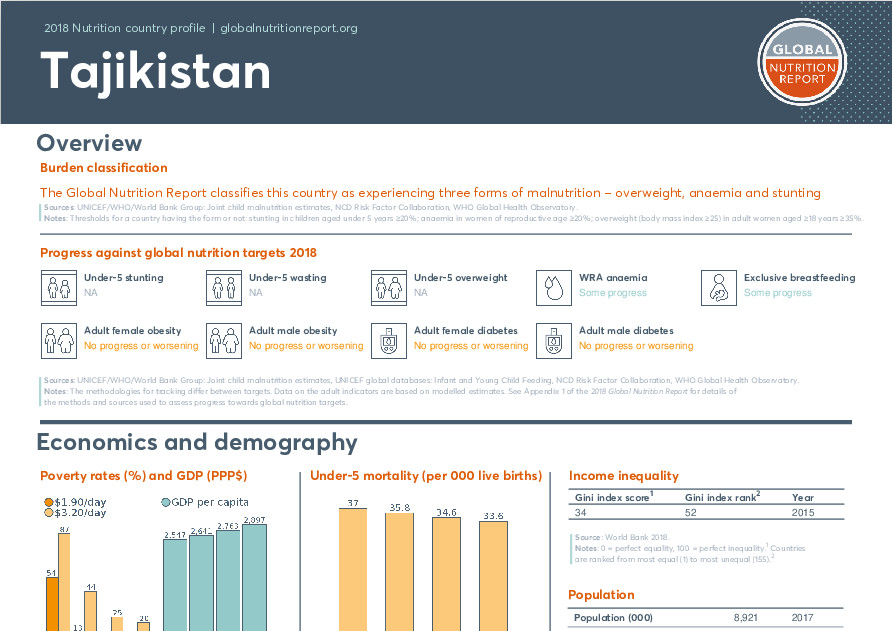 2018 Nutrition country profile | globalnutritionreport.org
Tajikistan
GLOBAL
NUTRITION
REPORT
Overview
Burden classification
The Global Nutrition Report classifies this country as experiencing three forms of malnutrition – overweight, anaemia and stunting
Sources: UNICEF/WHO/World Bank Group: Joint child malnutrition estimates, NCD Risk Factor Collaboration, WHO Global Health Observatory.
Notes: Thresholds for a country having the form or not: stunting in children aged under 5 years ≥20%; anaemia in women of reproductive age ≥20%; overweight (body mass index ≥25) in adult women aged ≥18 years ≥35%.
Progress against global nutrition targets 2018
Under-5 stunting
NA
Under-5 wasting
NA
Under-5 overweight
NA
WRA anaemia
Some progress
Exclusive breastfeeding
Some progress
Adult female obesity
No progress or worsening
Adult male obesity
No progress or worsening
Adult female diabetes
No progress or worsening
Adult male diabetes
No progress or worsening
Sources: UNICEF/WHO/World Bank Group: Joint child malnutrition estimates, UNICEF global databases: Infant and Young Child Feeding, NCD Risk Factor Collaboration, WHO Global Health Observatory.
Notes: The methodologies for tracking differ between targets. Data on the adult indicators are based on modelled estimates. See Appendix 1 of the 2018 Global Nutrition Report for details of
the methods and sources used to assess progress towards global nutrition targets.
Economics and demography
Poverty rates (%) and GDP (PPP$)
$1.90/day
GDP per capita
$3.20/day
54
87
13
44
25
20
2,547
2,641
2,763
2,897
Under-5 mortality (per 000 live births)
37
35.8
34.6
33.6
Income inequality
Gini index score1 Gini index rank2 Year
34 52 2015
Source: World Bank 2018.
Notes: 0 = perfect equality, 100 = perfect inequality.1 Countries
are ranked from most equal (1) to most unequal (155).2
Population
Population (000) 8,921 2017